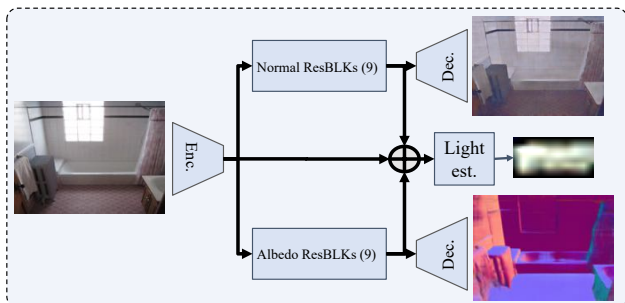 Normal ResBLKs (9)
Dec.
Enc.
Light
est.
Albedo ResBLKs (9)
Dec.